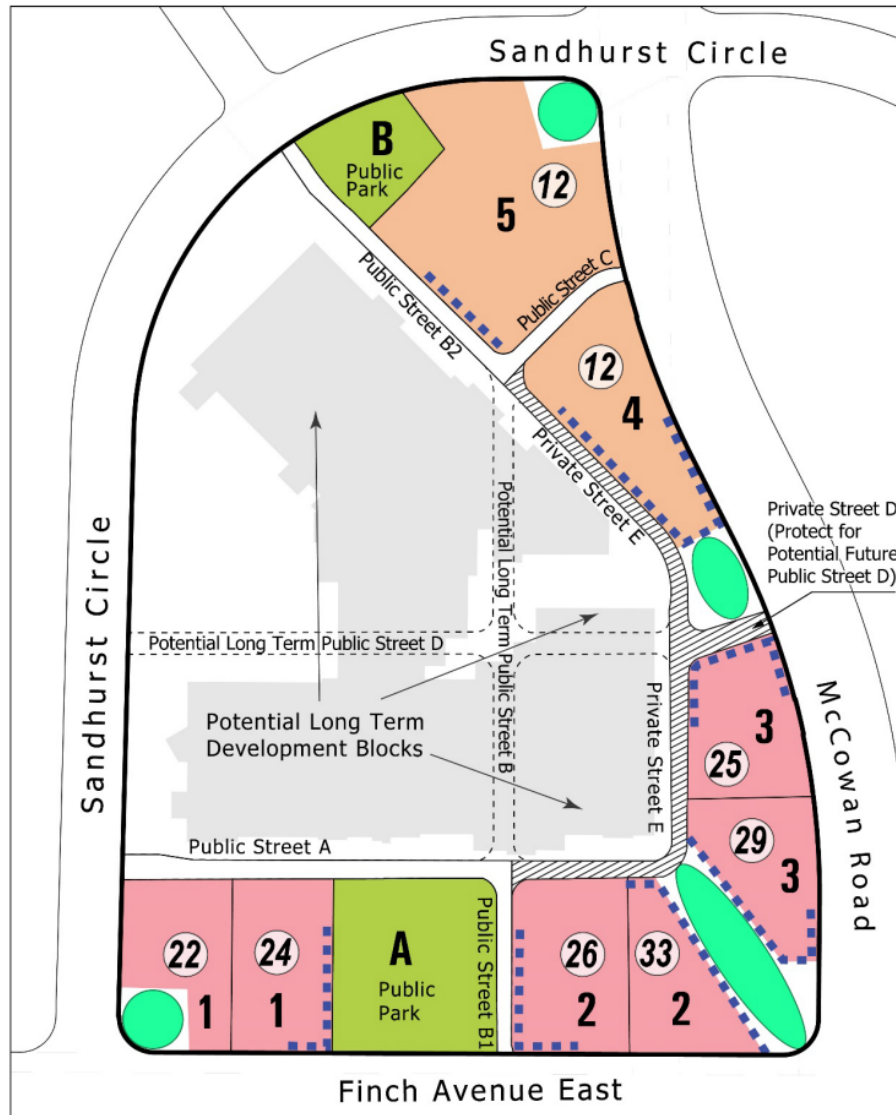 Sandhurst Circle
B
Public
Park
12
5
Public Street C
Public Street B2
12
4
Private Street E
Private Street D
(Protect for
Potential Future
Public Street D)
Potential Long Term Public Street B
Potential Long Term Public Street D
Sandhurst Circle
Potential Long Term
Development Blocks
Private Street E
McCowan Road
3
25
29
3
Public Street A
22
1
24
1
A
Public
Park
Public Street B1
26
2
33
2
Finch Avenue East